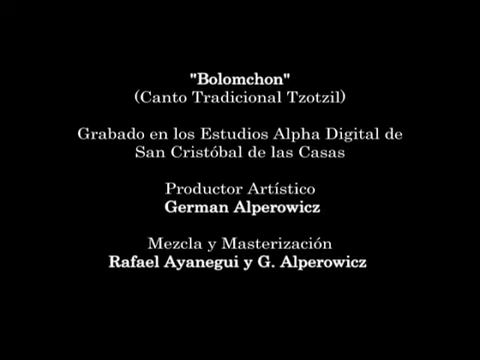 "Bolomchon"
(Canto Tradicional Tzotzil)
Grabado en los Estudios Alpha Digital de
San Cristóbal de las Casas
Productor Artístico
German Alperowicz
Mezcla y Masterización
Rafael Ayanegui y G. Alperowicz